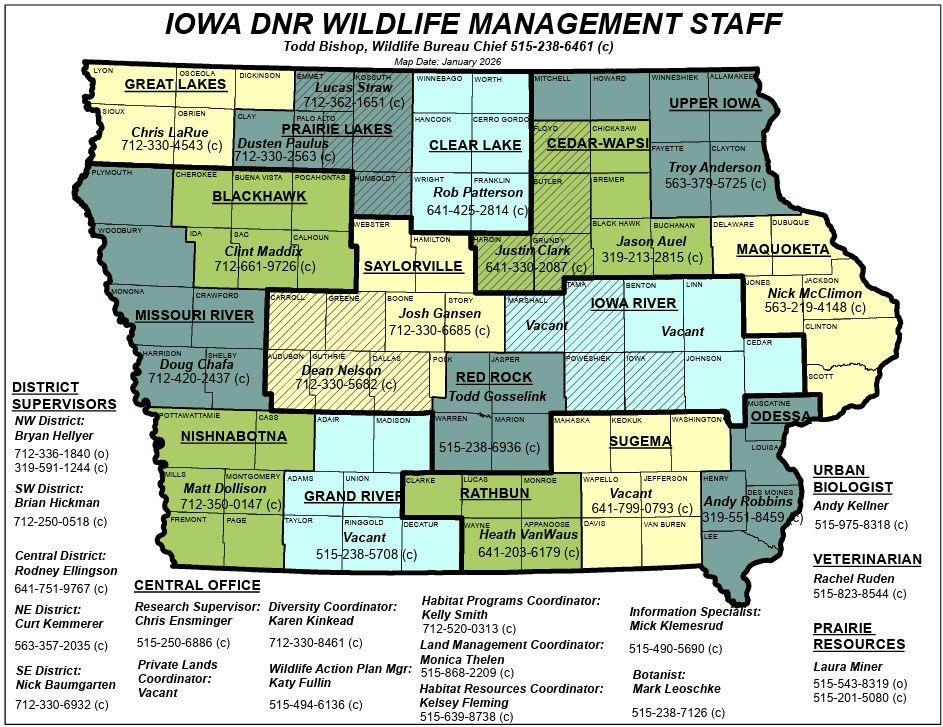 IOWA DNR WILDLIFE MANAGEMENT STAFF
Todd Bishop, Wildlife Bureau Chief 515-238-6461 (c)
Map Date: January 2026
LYON
OSCEOLA
DICKINSON
EMMET
KOSSUTH
WINNEBAGO
WORTH
MITCHELL
HOWARD
WINNESHIEK
ALLAMAKEE
GREAT LAKES
Lucas Straw
712-362-1651 (c)
UPPER IOWA
SIOUX
OBRIEN
CLAY
PALO ALTO
HANCOCK
CERRO GORDO
FLOYD
CHICKASAW
Chris LaRue
712-330-4543 (c)
PRAIRIE LAKES
Dusten Paulus
712-330-2563 (c)
CLEAR LAKE
CEDAR-WAPSI
FAYETTE
CLAYTON
Troy Anderson
563-379-5725 (c)
PLYMOUTH
CHEROKEE
BUENA VISTA
POCAHONTAS
HUMBOLDT
WRIGHT
FRANKLIN
BUTLER
BREMER
BLACKHAWK
Rob Patterson
641-425-2814 (c)
WOODBURY
IDA
SAC
CALHOUN
WEBSTER
HAMILTON
HARDIN
GRUNDY
BLACK HAWK
BUCHANAN
DELAWARE
DUBUQUE
Clint Maddix
712-661-9726 (c)
SAYLORVILLE
Justin Clark
641-330-2087 (c)
Jason Auel
319-213-2815 (c)
MAQUOKETA
MONONA
CRAWFORD
CARROLL
GREENE
BOONE
STORY
MARSHALL
TAMA
BENTON
LINN
JONES
JACKSON
MISSOURI RIVER
Josh Gansen
712-330-6685 (c)
Vacant
IOWA RIVER
Vacant
Nick McClimon
563-219-4148 (c)
CLINTON
CEDAR
HARRISON
SHELBY
AUDUBON
GUTHRIE
DALLAS
POLK
JASPER
POWESHIEK
IOWA
JOHNSON
SCOTT
Doug Chafa
712-420-2437 (c)
Dean Nelson
712-330-5682 (c)
RED ROCK
Todd Gosselink
515-238-6936 (c)
MUSCATINE
ODESSA
POTTAWATTAMIE
CASS
ADAIR
MADISON
WARREN
MARION
MAHASKA
KEOKUK
WASHINGTON
LOUISA
NISHNABOTNA
SUGEMA
MILLS
MONTGOMERY
ADAMS
UNION
CLARKE
LUCAS
MONROE
WAPELLO
JEFFERSON
HENRY
DES MOINES
Matt Dollison
712-350-0147 (c)
GRAND RIVER
RATHBUN
Vacant
641-799-0793 (c)
Andy Robbins
319-551-8459 (c)
FREMONT
PAGE
TAYLOR
RINGGOLD
DECATUR
WAYNE
APPANOOSE
DAVIS
VAN BUREN
LEE
Vacant
515-238-5708 (c)
Heath VanWaus
641-203-6179 (c)
DISTRICT
SUPERVISORS
NW District:
Bryan Hellyer
712-336-1840 (o)
319-591-1244 (c)
SW District:
Brian Hickman
712-250-0518 (c)
Central District:
Rodney Ellingson
641-751-9767 (c)
NE District:
Curt Kemmerer
563-357-2035 (c)
SE District:
Nick Baumgarten
712-330-6932 (c)
CENTRAL OFFICE
Research Supervisor:
Chris Ensminger
515-250-6886 (c)
Private Lands
Coordinator:
Vacant
Diversity Coordinator:
Karen Kinkead
712-330-8461 (c)
Wildlife Action Plan Mgr:
Katy Fullin
515-494-6136 (c)
Habitat Programs Coordinator:
Kelly Smith
712-520-0313 (c)
Land Management Coordinator:
Monica Thelen
515-868-2209 (c)
Habitat Resources Coordinator:
Kelsey Fleming
515-639-8738 (c)
Information Specialist:
Mick Klemesrud
515-490-5690 (c)
Botanist:
Mark Leoschke
515-238-7126 (c)
URBAN
BIOLOGIST
Andy Kellner
515-975-8318 (c)
VETERINARIAN
Rachel Ruden
515-823-8544 (c)
PRAIRIE
RESOURCES
Laura Miner
515-543-8319 (o)
515-201-5080 (c)